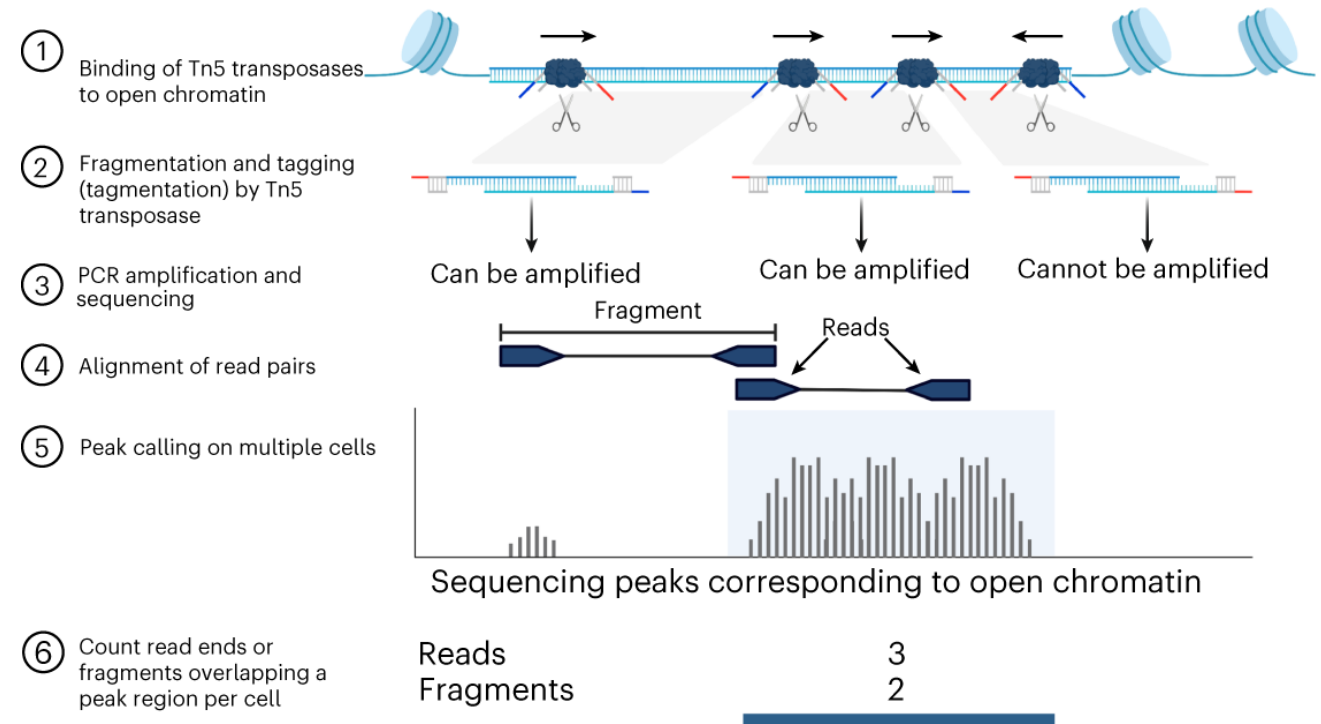 1
Binding of Tn5 transposases
to open chromatin
2
Fragmentation and tagging
(tagmentation) by Tn5
transposase
3
PCR amplification and
sequencing
Can be amplified
Can be amplified
Cannot be amplified
Fragment
Reads
4
Alignment of read pairs
5
Peak calling on multiple cells
Sequencing peaks corresponding to open chromatin
6
Count read ends or
fragments overlapping a
peak region per cell
Reads 3
Fragments 2